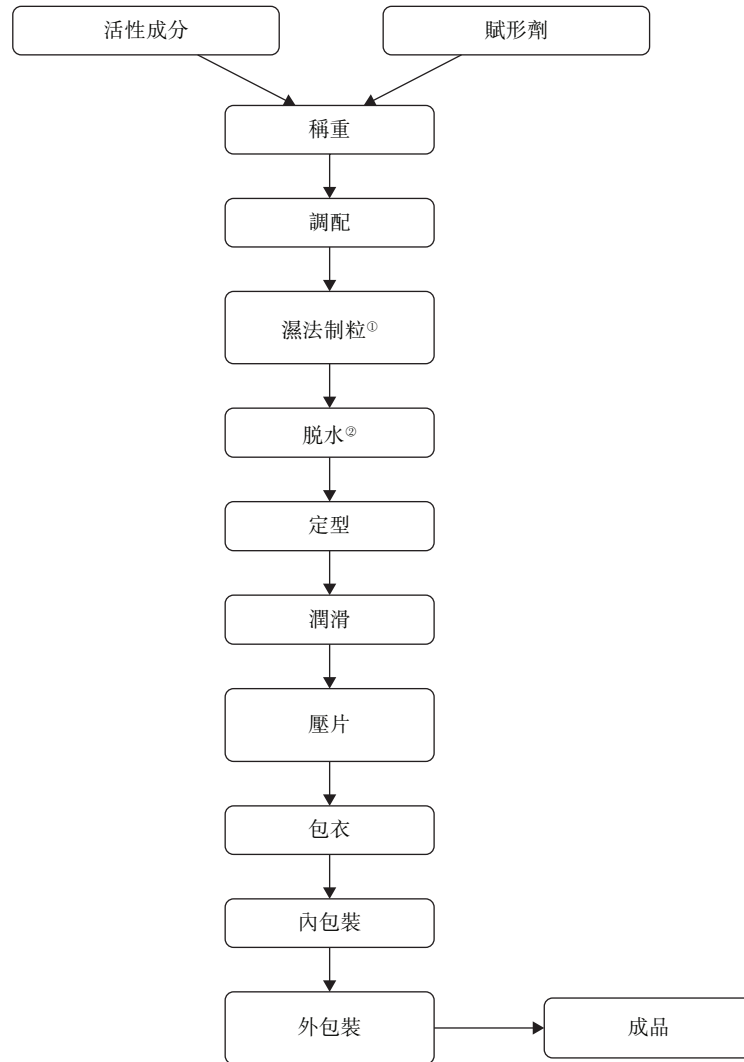 活性成分
賦形劑
稱重
調配
濕法制粒①
脱水②
定型
潤滑
壓片
包衣
內包裝
外包裝
成品